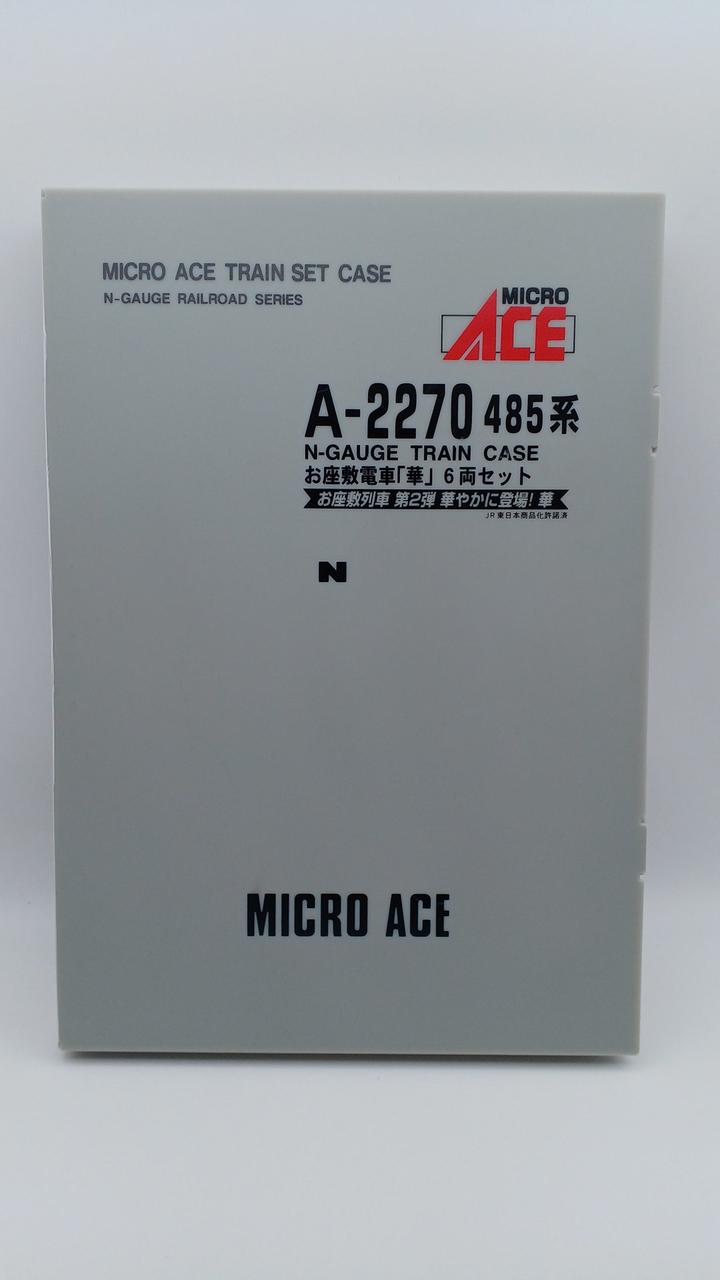 MICRO ACE TRAIN SET CASE
N-GAUGE RAILROAD SERIES
MICRO
ACE
A-2270 485系
N-GAUGE TRAIN CASE
お座敷電車「華」6両セット
お座敷列車 第2弾 華やかに登場! 華
JR東日本商品化許諾済
N
MICRO ACE